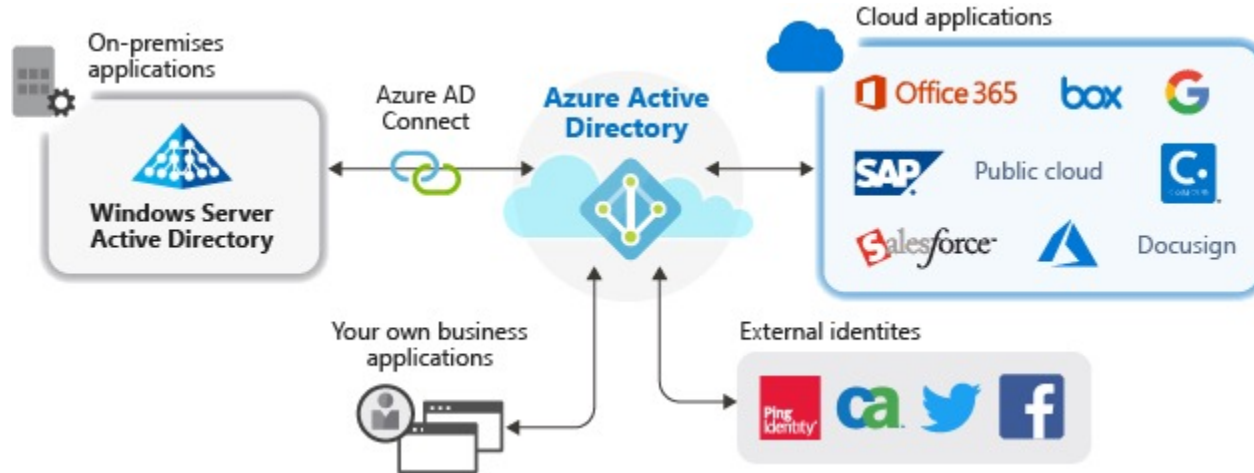 On-premises
applications
Windows Server
Active Directory
Azure AD
Connect
Azure Active
Directory
Cloud applications
Office 365
box
G
SAP
Public cloud
C.
Salesforce
Docusign
Your own business
applications
External identites
Ping
Identity
ca
f